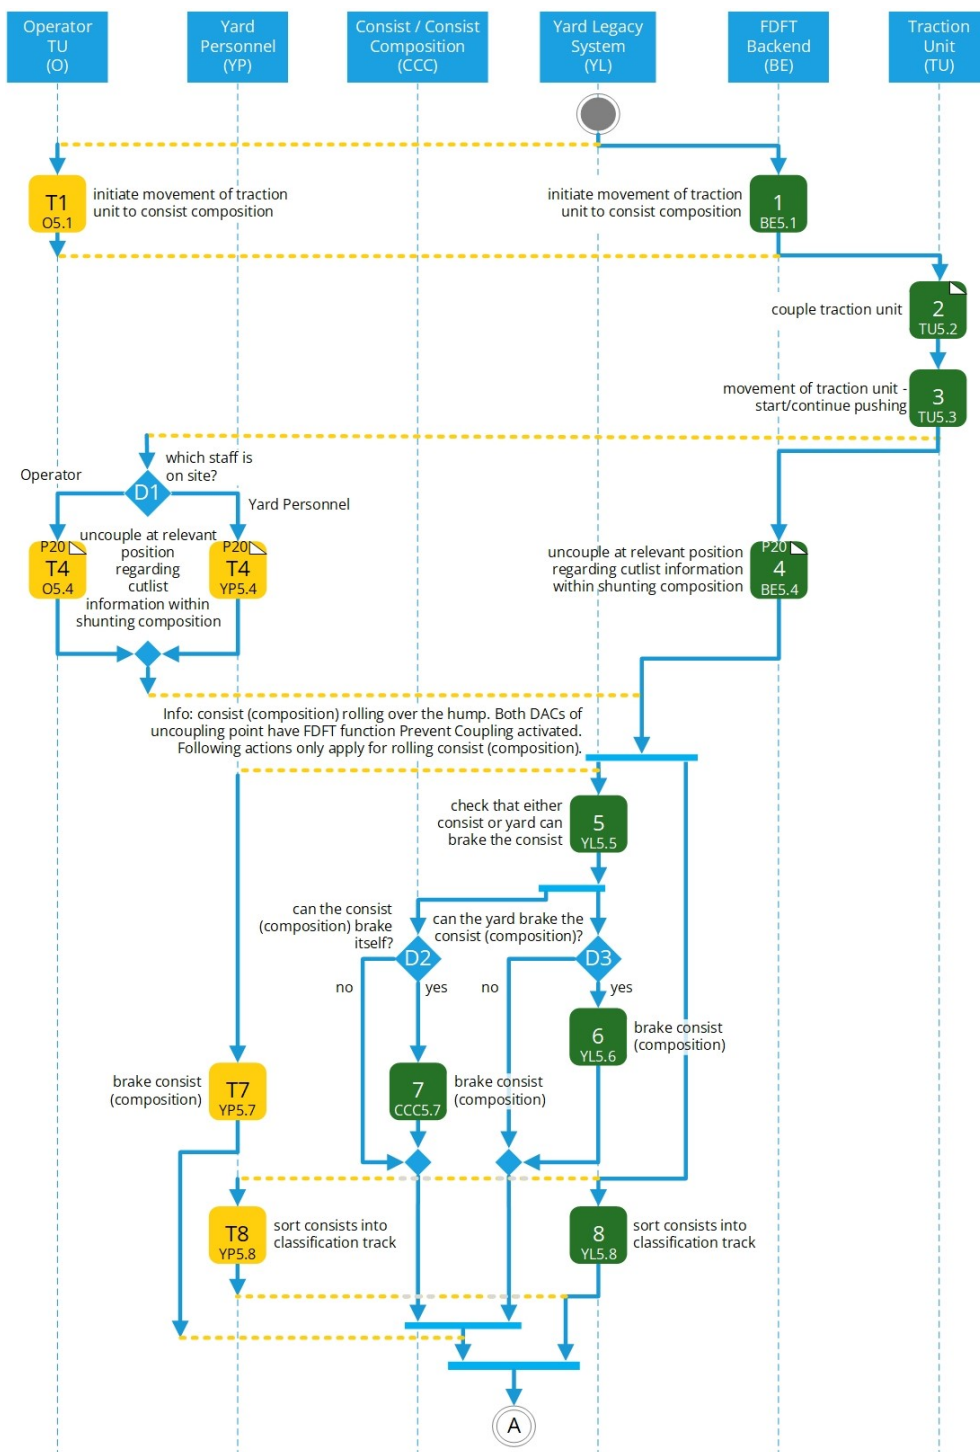 Operator
TU
(O)
Yard
Personnel
(YP)
Consist / Consist
Composition
(CCC)
Yard Legacy
System
(YL)
FDFT
Backend
(BE)
Traction
Unit
(TU)
T1
O5.1
initiate movement of traction
unit to consist composition
initiate movement of traction
unit to consist composition
1
BE5.1
couple traction unit
2
TU5.2
movement of traction unit -
start/continue pushing
3
TU5.3
which staff is
on site?
Operator
D1
Yard Personnel
P20
T4
O5.4
uncouple at relevant
position
regarding
cutlist
information within
shunting composition
P20
T4
YP5.4
uncouple at relevant position
regarding cutlist information
within shunting composition
P20
4
BE5.4
Info: consist (composition) rolling over the hump. Both DACs of
uncoupling point have FDFT function Prevent Coupling activated.
Following actions only apply for rolling consist (composition).
check that either
consist or yard can
brake the consist
5
YL5.5
can the consist
(composition) brake
itself?
can the yard brake the
consist (composition)?
D2
D3
no
yes
no
yes
6
YL5.6
brake consist
(composition)
brake consist
(composition)
T7
YP5.7
7
CCC5.7
brake consist
(composition)
T8
YP5.8
sort consists into
classification track
8
YL5.8
sort consists into
classification track
A